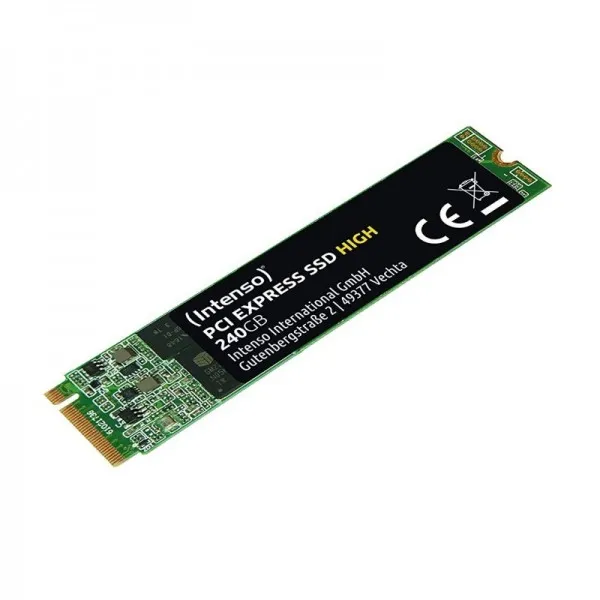 (Intenso)
PCI EXPRESS SSD HIGH
240GB
Intenso International GmbH
Gutenbergstraße 2 | 49377 Vechta
CE